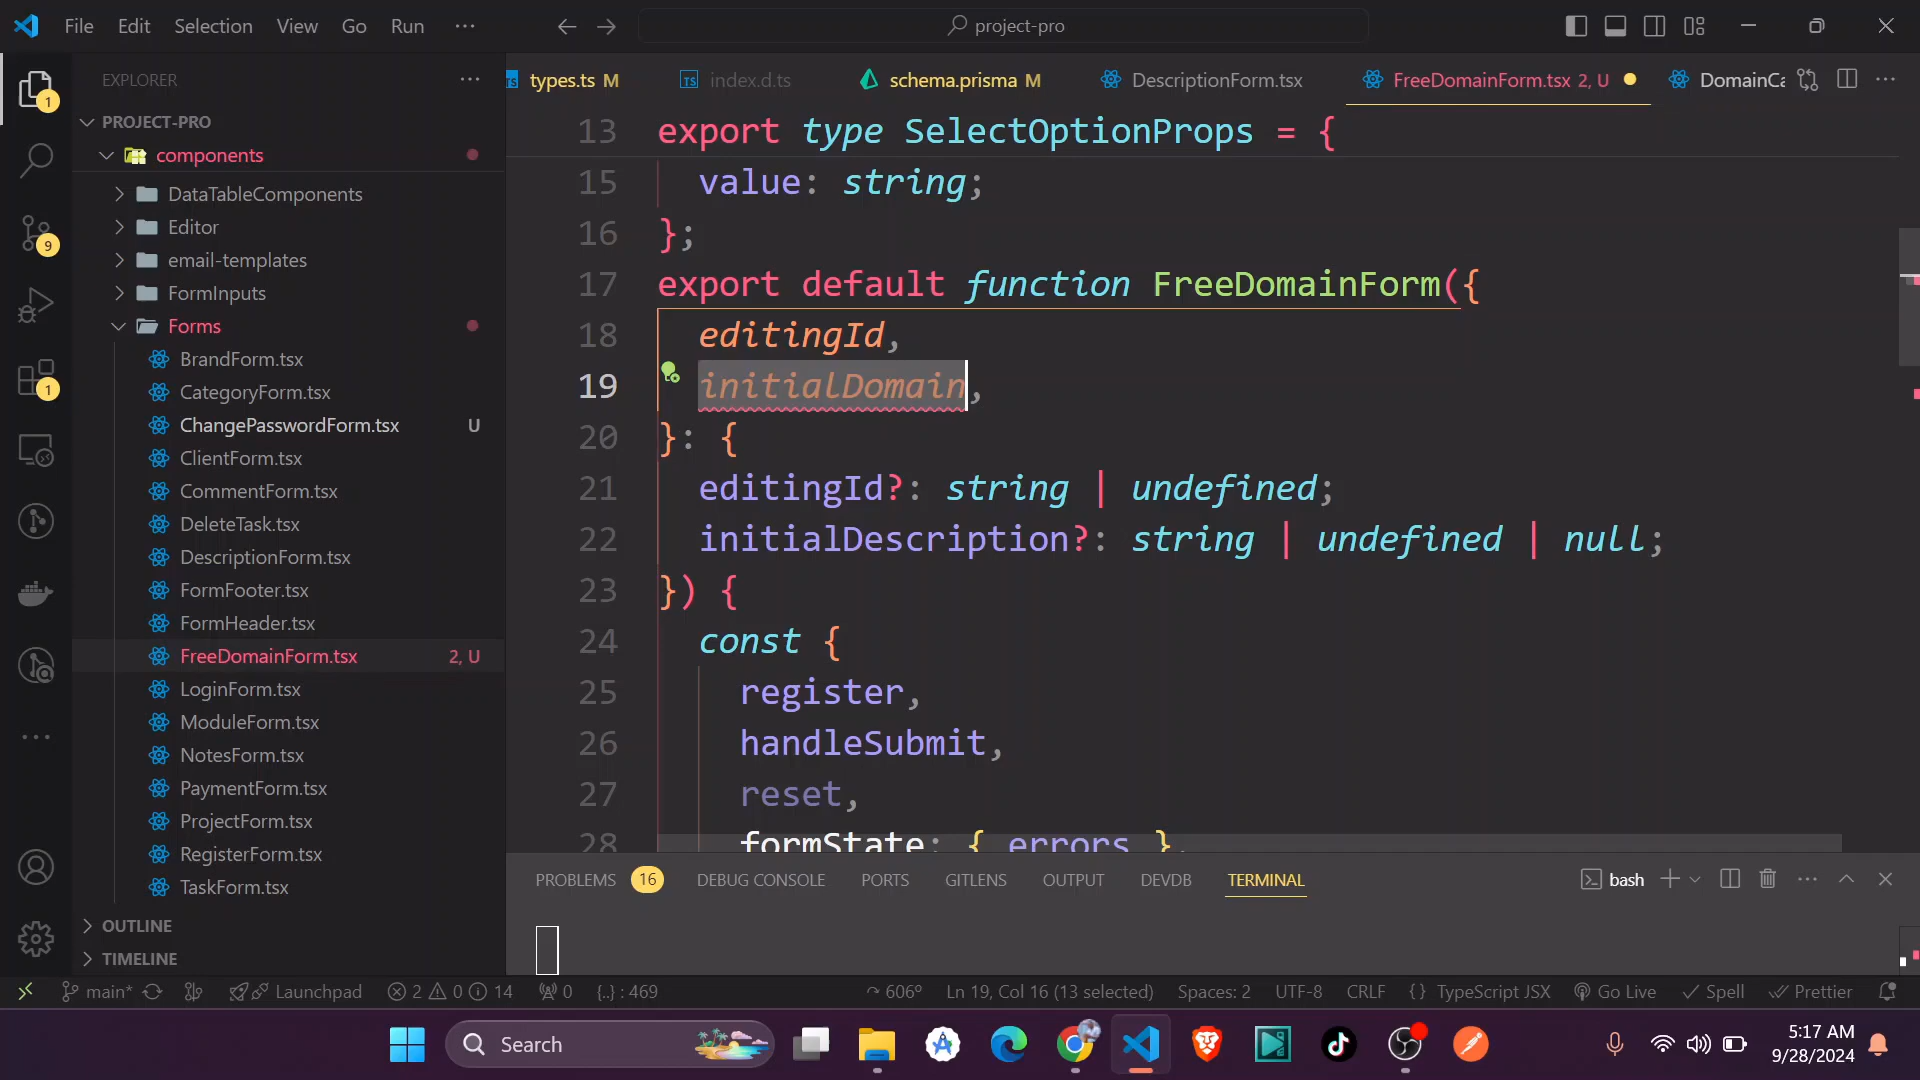 File Edit Selection View Go Run ··· project-pro
EXPLORER ···
types.ts M index.d.ts schema.prisma M DescriptionForm.tsx FreeDomainForm.tsx 2, U DomainCa ···
PROJECT-PRO
components
DataTableComponents
Editor
email-templates
FormInputs
Forms
BrandForm.tsx
CategoryForm.tsx
ChangePasswordForm.tsx U
ClientForm.tsx
CommentForm.tsx
DeleteTask.tsx
DescriptionForm.tsx
FormFooter.tsx
FormHeader.tsx
FreeDomainForm.tsx 2, U
LoginForm.tsx
ModuleForm.tsx
NotesForm.tsx
PaymentForm.tsx
ProjectForm.tsx
RegisterForm.tsx
TaskForm.tsx
OUTLINE
TIMELINE
1
9
1
13 export type SelectOptionProps = {
15 value: string;
16 };
17 export default function FreeDomainForm({
18 editingId,
19 initialDomain,
20 }: {
21 editingId?: string | undefined;
22 initialDescription?: string | undefined | null;
23 }) {
24 const {
25 register,
26 handleSubmit,
27 reset,
28 formState: { errors },
PROBLEMS 16 DEBUG CONSOLE PORTS GITLENS OUTPUT DEVDB TERMINAL bash ···
main* Launchpad 2 0 14 0 {..} : 469 606° Ln 19, Col 16 (13 selected) Spaces: 2 UTF-8 CRLF {} TypeScript JSX Go Live Spell Prettier
Search
5:17 AM
9/28/2024